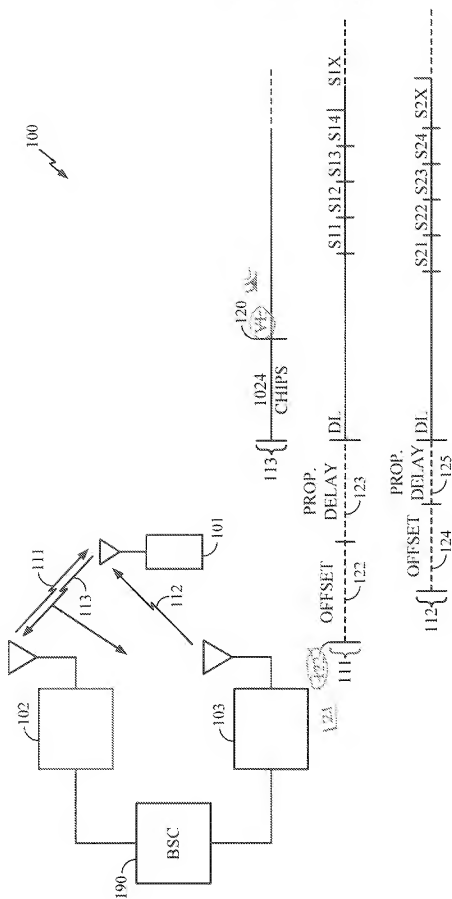 100
111
113
101
112
102
103
190
BSC
120
1024
CHIPS
113
OFFSET
122
PROP.
DELAY
123
DL
S11
S12
S13
S14
S1X
111
OFFSET
124
PROP.
DELAY
125
DL
S21
S22
S23
S24
S2X
112